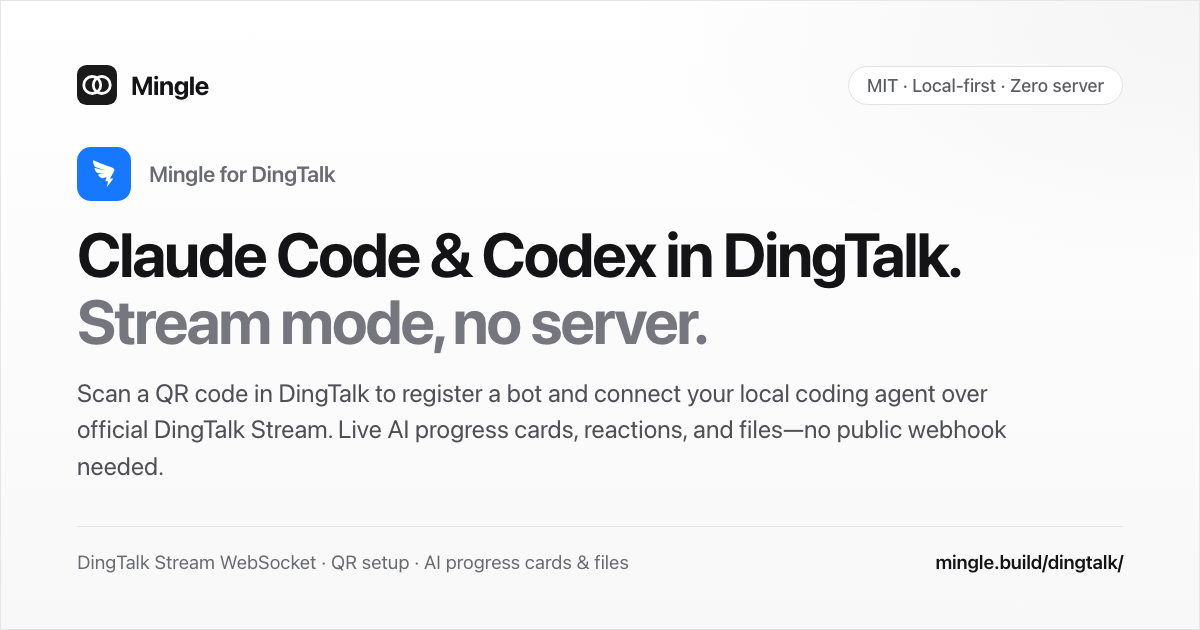 Mingle
MIT · Local-first · Zero server
Mingle for DingTalk
Claude Code & Codex in DingTalk.
Stream mode, no server.
Scan a QR code in DingTalk to register a bot and connect your local coding agent over
official DingTalk Stream. Live AI progress cards, reactions, and files—no public webhook
needed.
DingTalk Stream WebSocket · QR setup · AI progress cards & files
mingle.build/dingtalk/